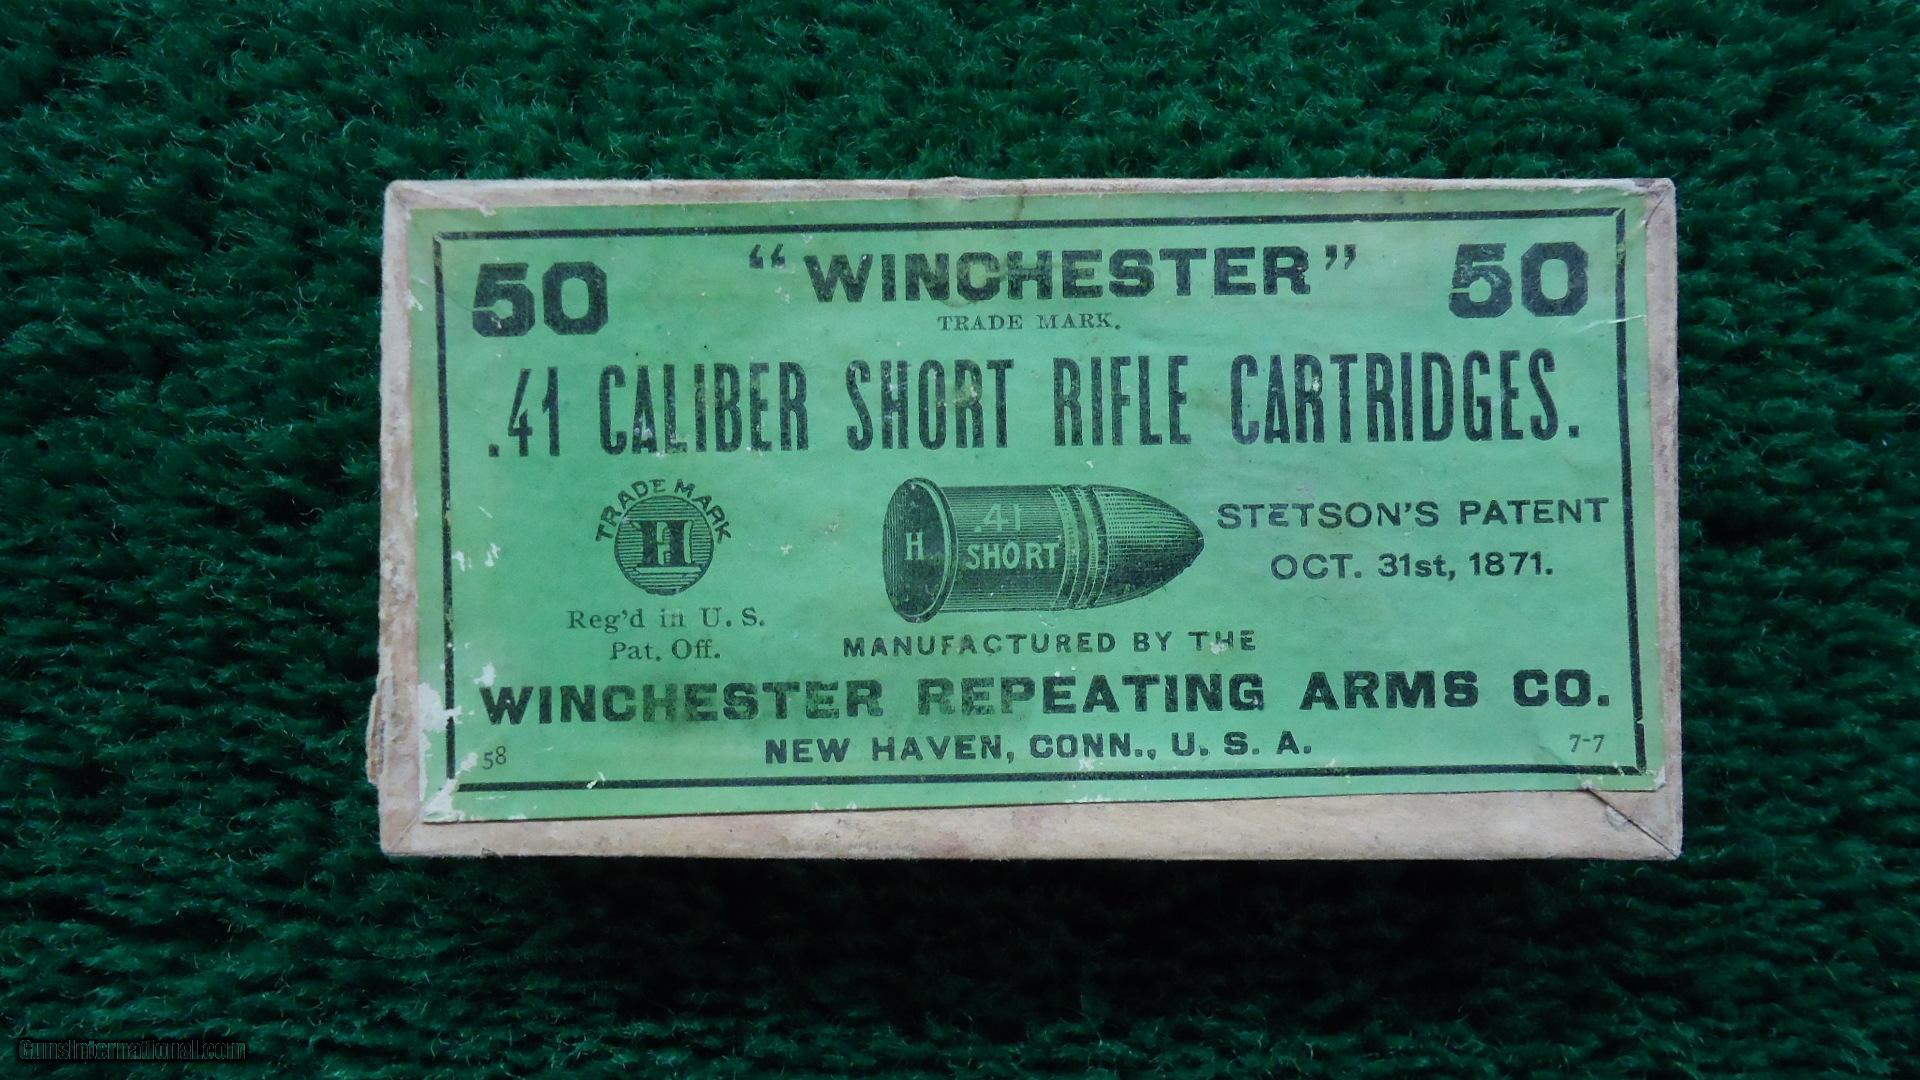 50 "WINCHESTER" 50
TRADE MARK.
.41 CALIBER SHORT RIFLE CARTRIDGES.
TRADE MARK
H
Reg'd in U. S.
Pat. Off.
H .41
SHORT
STETSON'S PATENT
OCT. 31st, 1871.
MANUFACTURED BY THE
WINCHESTER REPEATING ARMS CO.
NEW HAVEN, CONN., U. S. A.
58
7-7
GunsInternational.com